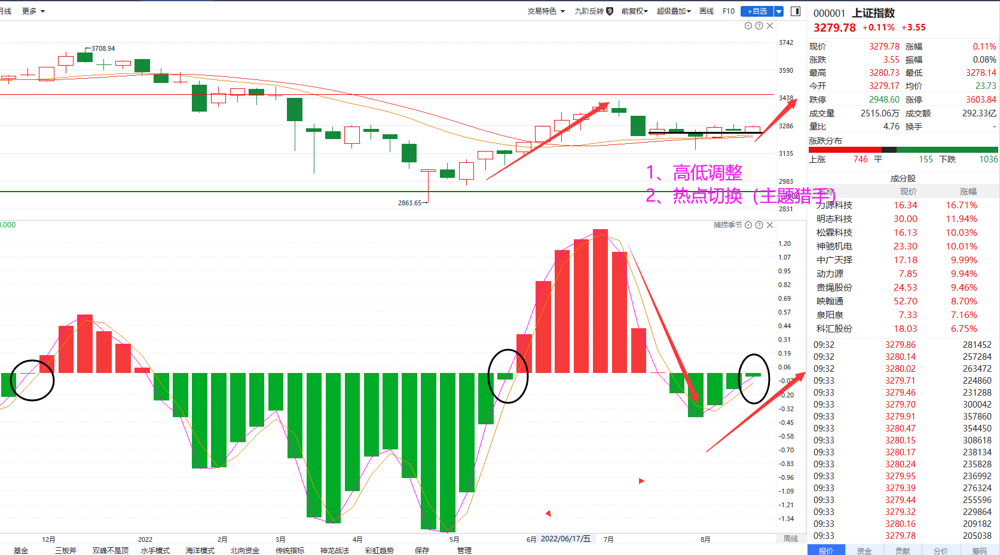 月线 更多 交易特色 九阶反转 9 前复权 超级叠加 画线 F10 +自选
000001 上证指数
3279.78 +0.11% +3.55
现价 3279.78 涨幅 0.11%
涨跌 3.55 振幅 0.08%
最高 3280.73 最低 3278.14
今开 3279.17 均价 23.73
跌停 2948.60 涨停 3603.84
成交量 2515.06万 成交额 292.33亿
量比 4.76 换手 -
涨跌分布
上涨 746 平 155 下跌 1036
成分股
名称 现价 涨幅
力源科技 16.34 16.71%
明志科技 30.00 11.94%
松霖科技 16.13 10.03%
神驰机电 23.30 10.01%
中广天择 17.18 9.99%
动力源 7.85 9.94%
贵绳股份 24.53 9.46%
映翰通 52.70 8.70%
泉阳泉 7.33 7.16%
科汇股份 18.03 6.75%
09:32 3279.86 281452
09:32 3280.14 257284
09:32 3280.02 263472
09:33 3279.71 224860
09:33 3279.46 231288
09:33 3279.70 300042
09:33 3279.91 357860
09:33 3280.47 354450
09:33 3280.15 308618
09:33 3280.17 238134
09:33 3280.24 235828
09:33 3279.95 236992
09:33 3279.39 276324
09:33 3279.44 255596
09:33 3279.32 229864
09:33 3280.16 209182
09:33 3279.78 205038
报价 资金 贡献 分价 筹码
←3708.94
2863.65→
3742
3590
3438
3286
3135
2983
2902
2831
1、高低调整
2、热点切换（主题猎手）
0.000
捕捞季节
1.20
1.07
0.95
0.82
0.69
0.57
0.44
0.31
0.19
0.06
-0.07
-0.20
-0.32
-0.45
-0.58
-0.70
-0.83
-0.96
-1.09
-1.21
-1.34
12月 2022 2月 3月 4月 5月 6月 2022/06/17/五 7月 8月 周线
基金 三板斧 双峰不是顶 水手模式 海洋模式 北向资金 传统指标 神龙战法 彩虹趋势 保存 管理